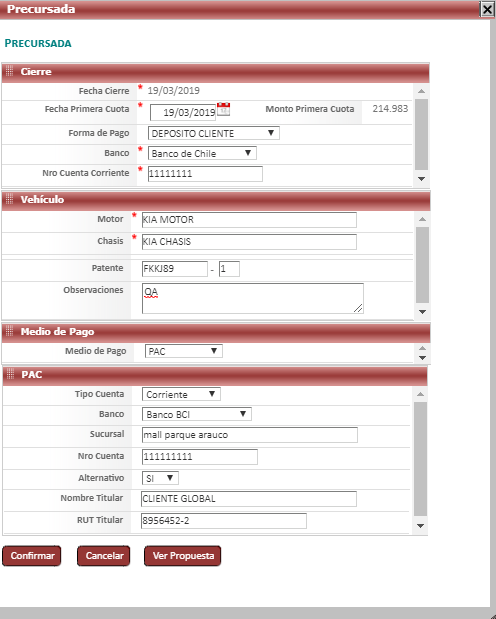 Precursada
PRECURSADA
Cierre
Fecha Cierre * 19/03/2019
Fecha Primera Cuota * 19/03/2019 Monto Primera Cuota 214.983
Forma de Pago DEPOSITO CLIENTE
Banco * Banco de Chile
Nro Cuenta Corriente * 11111111
Vehículo
Motor * KIA MOTOR
Chasis * KIA CHASIS
Patente FKKJ89 - 1
Observaciones QA
Medio de Pago
Medio de Pago PAC
PAC
Tipo Cuenta Corriente
Banco Banco BCI
Sucursal mall parque arauco
Nro Cuenta 111111111
Alternativo SI
Nombre Titular CLIENTE GLOBAL
RUT Titular 8956452-2
Confirmar Cancelar Ver Propuesta